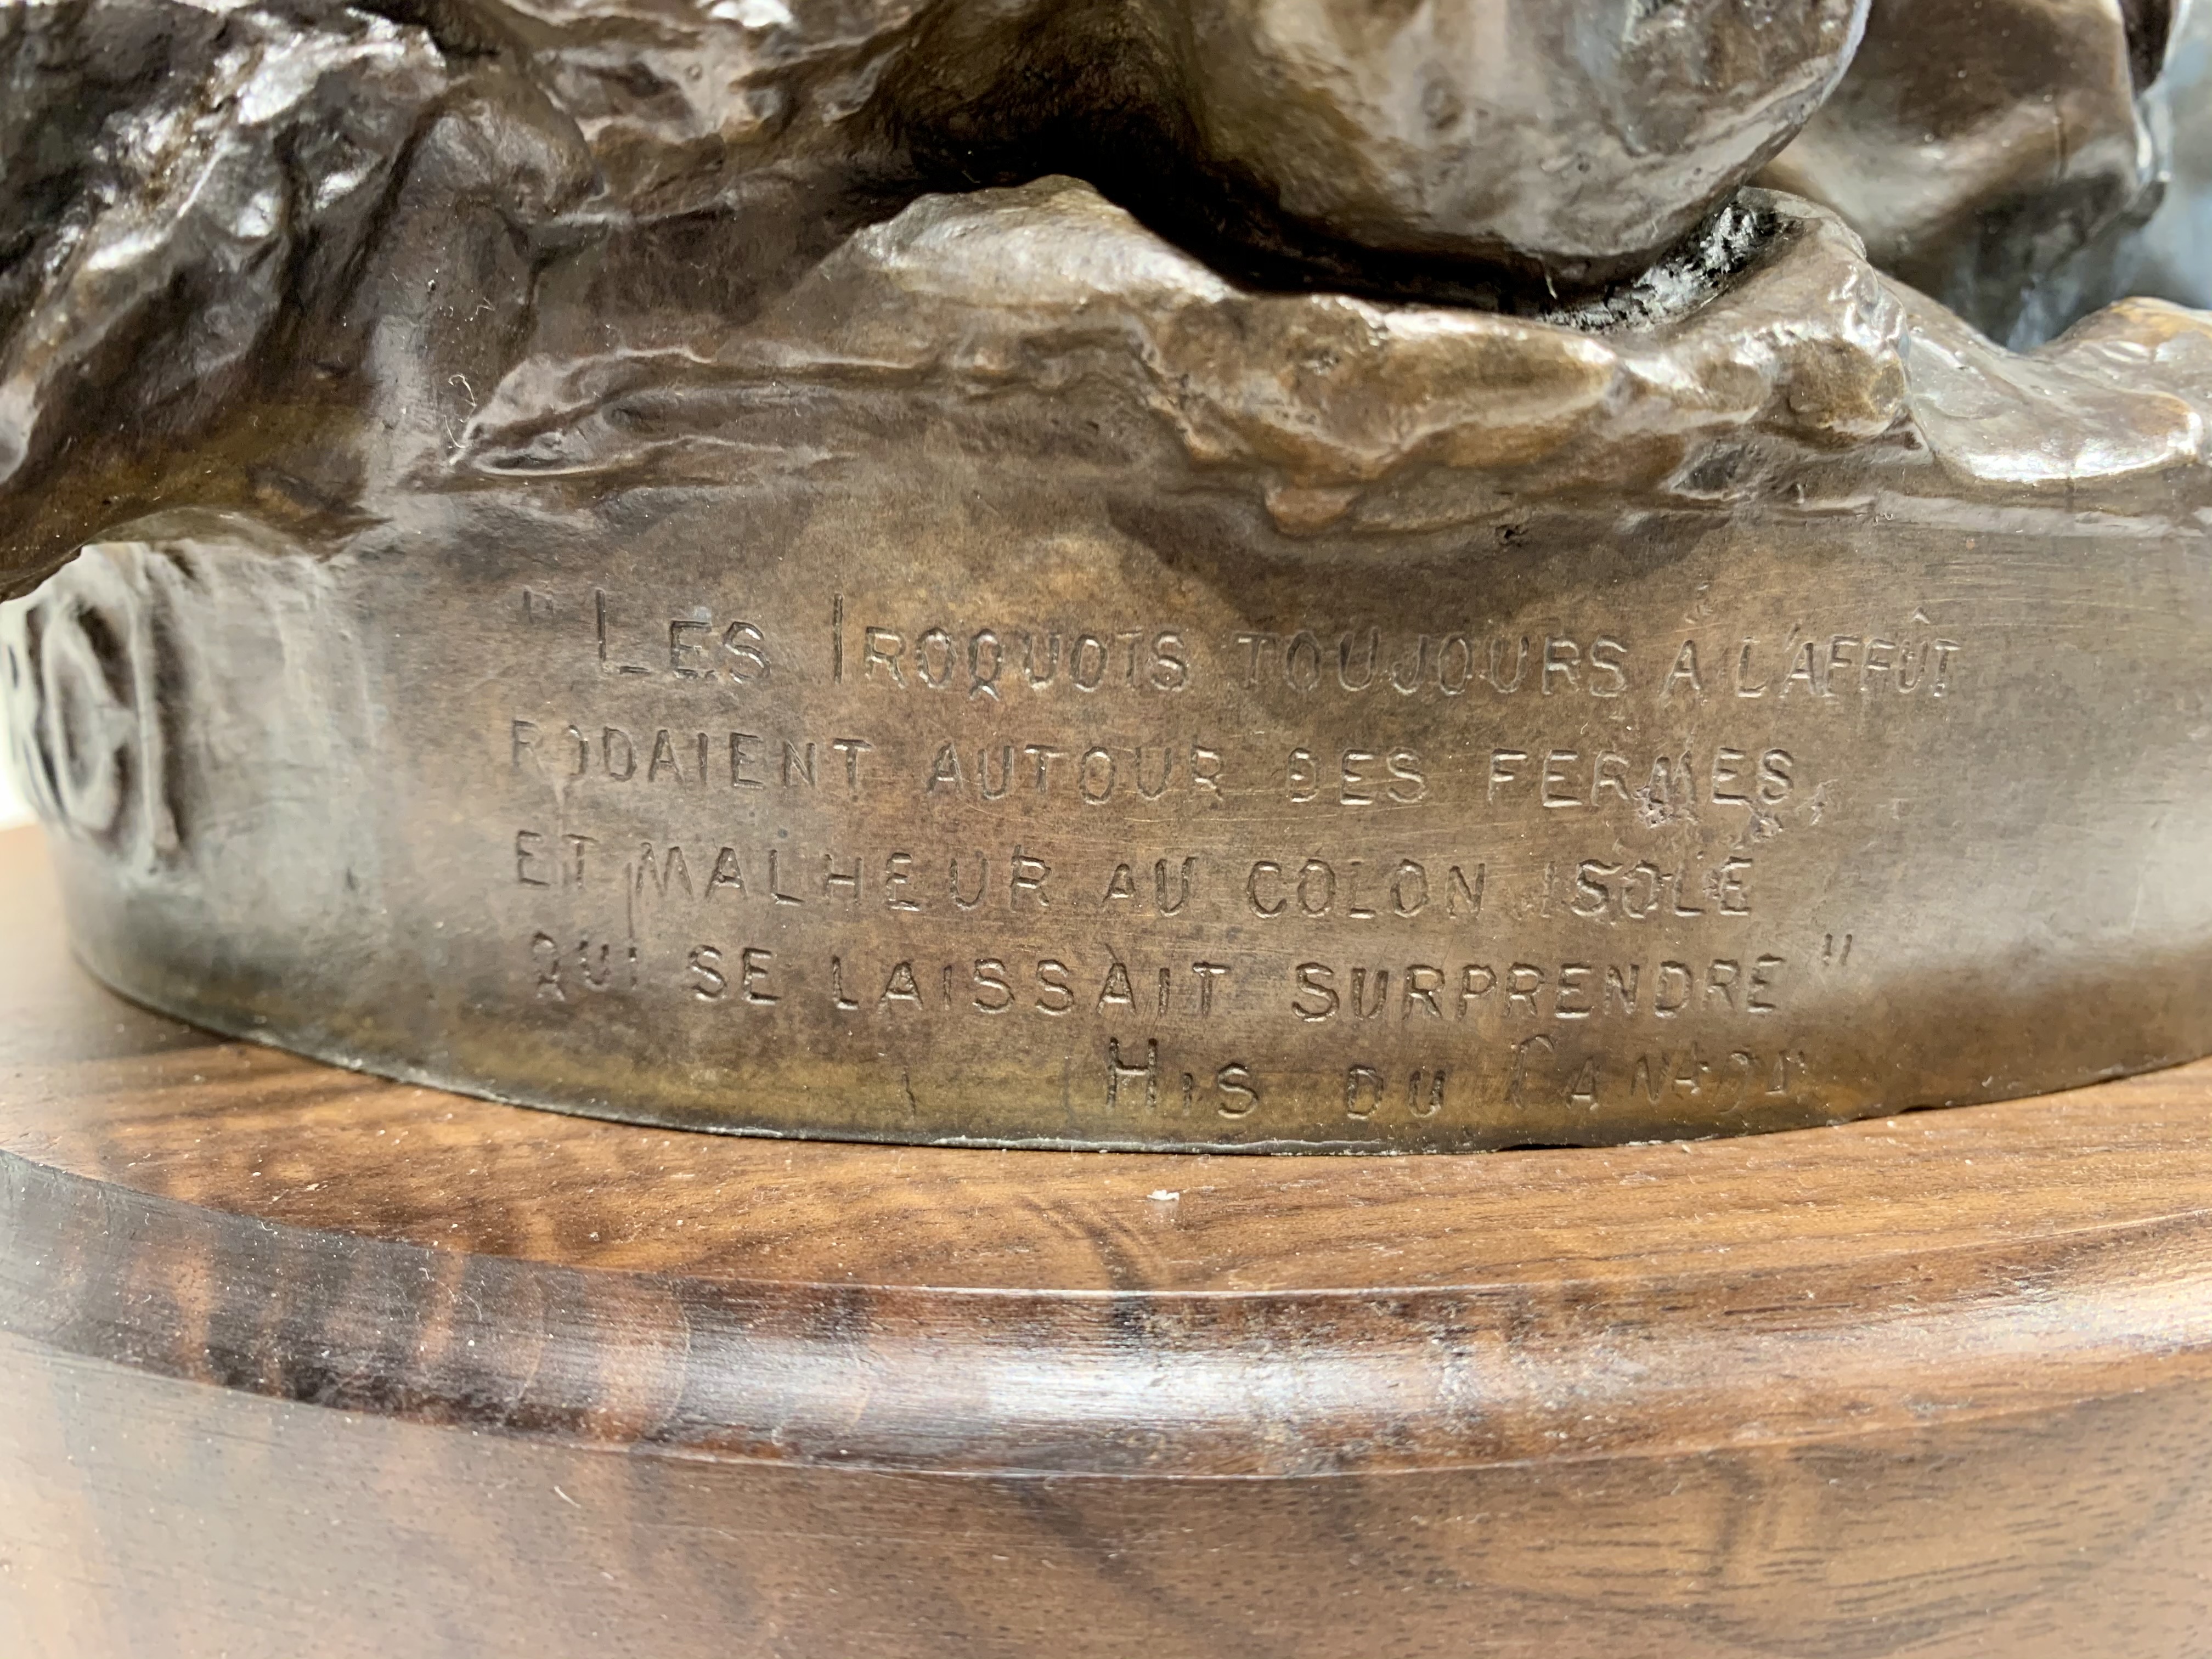 " LES IROQUOIS TOUJOURS À L'AFFÛT
RODAIENT AUTOUR DES FERMES,
ET MALHEUR AU COLON ISOLÉ
QUI SE LAISSAIT SURPRENDRE "
HIS DU CANADA